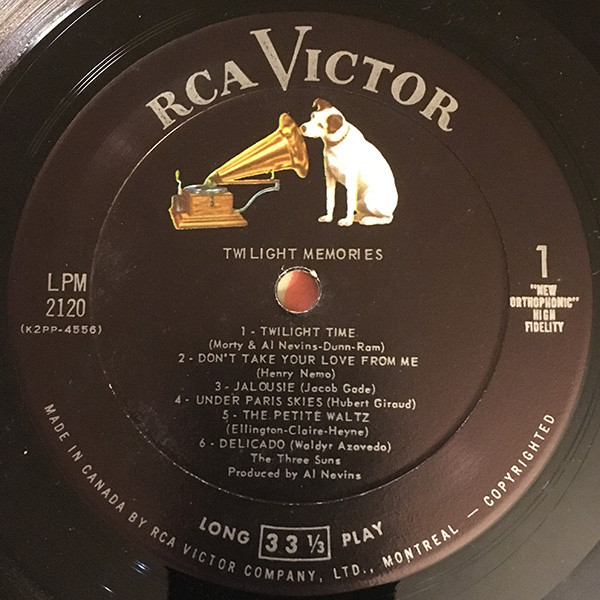 RCA VICTOR
TWILIGHT MEMORIES
LPM
2120
(K2PP-4556)
1
"NEW
ORTHOPHONIC"
HIGH
FIDELITY
1 - TWILIGHT TIME
(Morty & Al Nevins-Dunn-Ram)
2 - DON'T TAKE YOUR LOVE FROM ME
(Henry Nemo)
3 - JALOUSIE (Jacob Gade)
4 - UNDER PARIS SKIES (Hubert Giraud)
5 - THE PETITE WALTZ
(Ellington-Claire-Heyne)
6 - DELICADO (Waldyr Azavedo)
The Three Suns
Produced by Al Nevins
LONG 33 1/3 PLAY
MADE IN CANADA BY RCA VICTOR COMPANY, LTD., MONTREAL — COPYRIGHTED